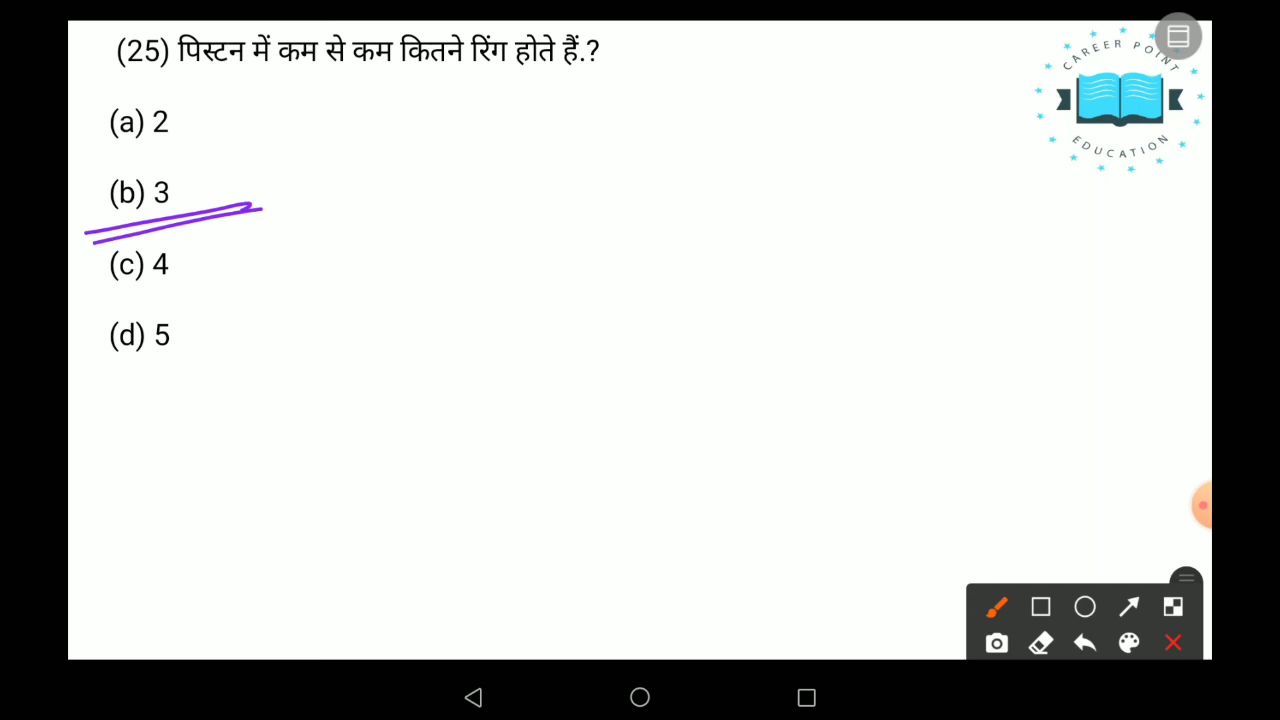 (25) पिस्टन में कम से कम कितने रिंग होते हैं.?
CAREER POINT
(a) 2
EDUCATION
(b) 3
(c) 4
(d) 5